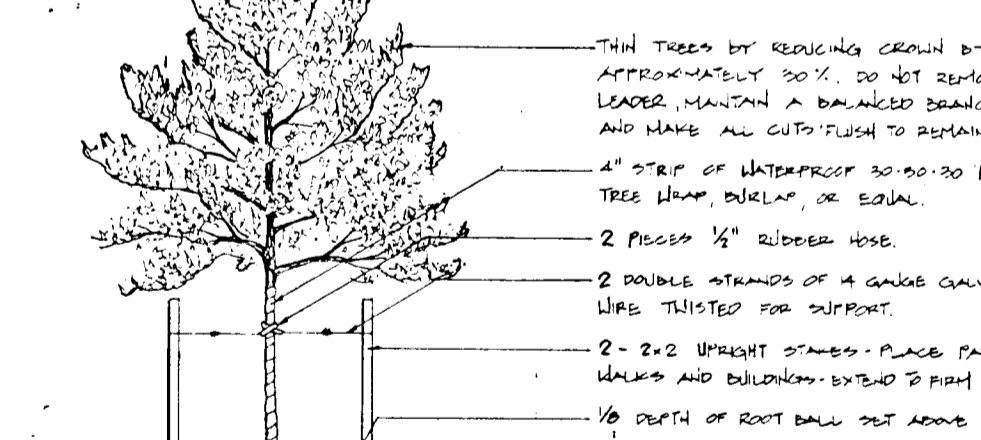 THIN TREES BY REDUCING CROWN B
APPROXIMATELY 30%. DO NOT REMO
LEADER, MANTAIN A BALANCED BRANC
AND MAKE ALL CUTS FLUSH TO REMAIN
4" STRIP OF WATERPROOF 30-30-30
TREE WRAP, BURLAP, OR EQUAL.
2 PIECES 1/2" RUBBER HOSE.
2 DOUBLE STRANDS OF 14 GAUGE GALV
WIRE TWISTED FOR SUPPORT.
2 - 2x2 UPRIGHT STAKES - PLACE PA
WALKS AND BUILDINGS - EXTEND TO FIRM
1/8 DEPTH OF ROOT BALL SET ABOVE